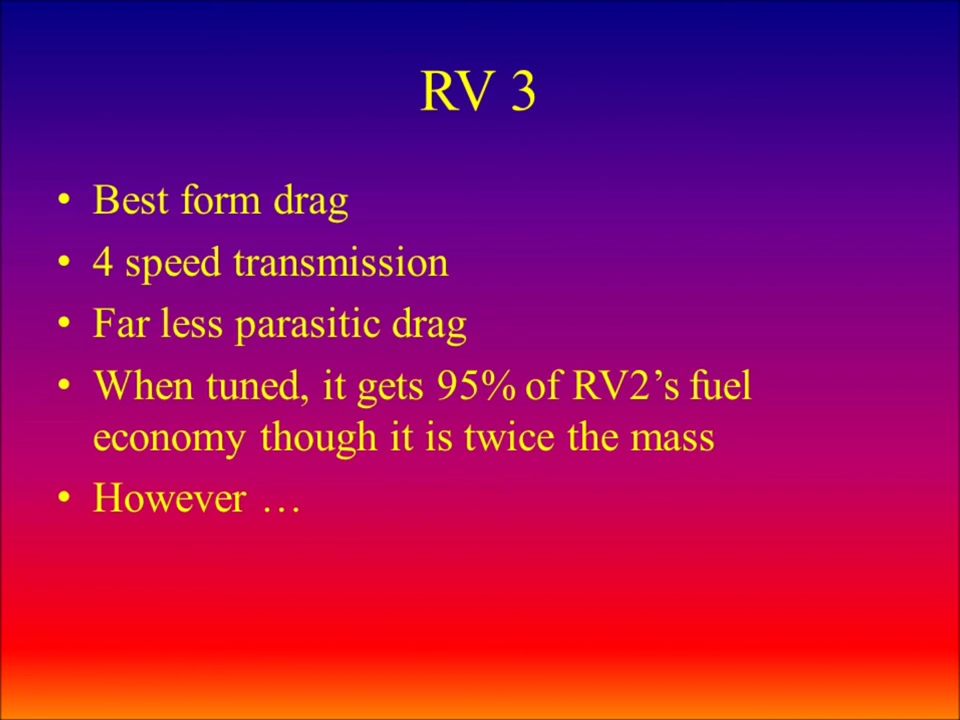 RV 3
• Best form drag
• 4 speed transmission
• Far less parasitic drag
• When tuned, it gets 95% of RV2’s fuel
economy though it is twice the mass
• However …